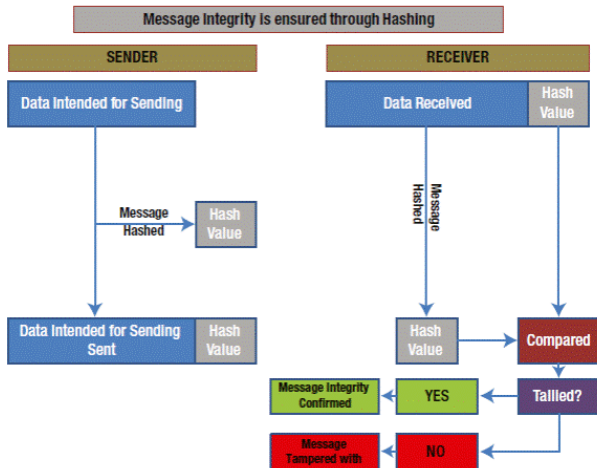 Message Integrity is ensured through Hashing
SENDER
RECEIVER
Data Intended for Sending
Data Received
Hash
Value
Message
Hashed
Hash
Value
Message
Hashed
Data Intended for Sending
Sent
Hash
Value
Hash
Value
Compared
Message Integrity
Confirmed
YES
Tallled?
Message
Tampered with
NO